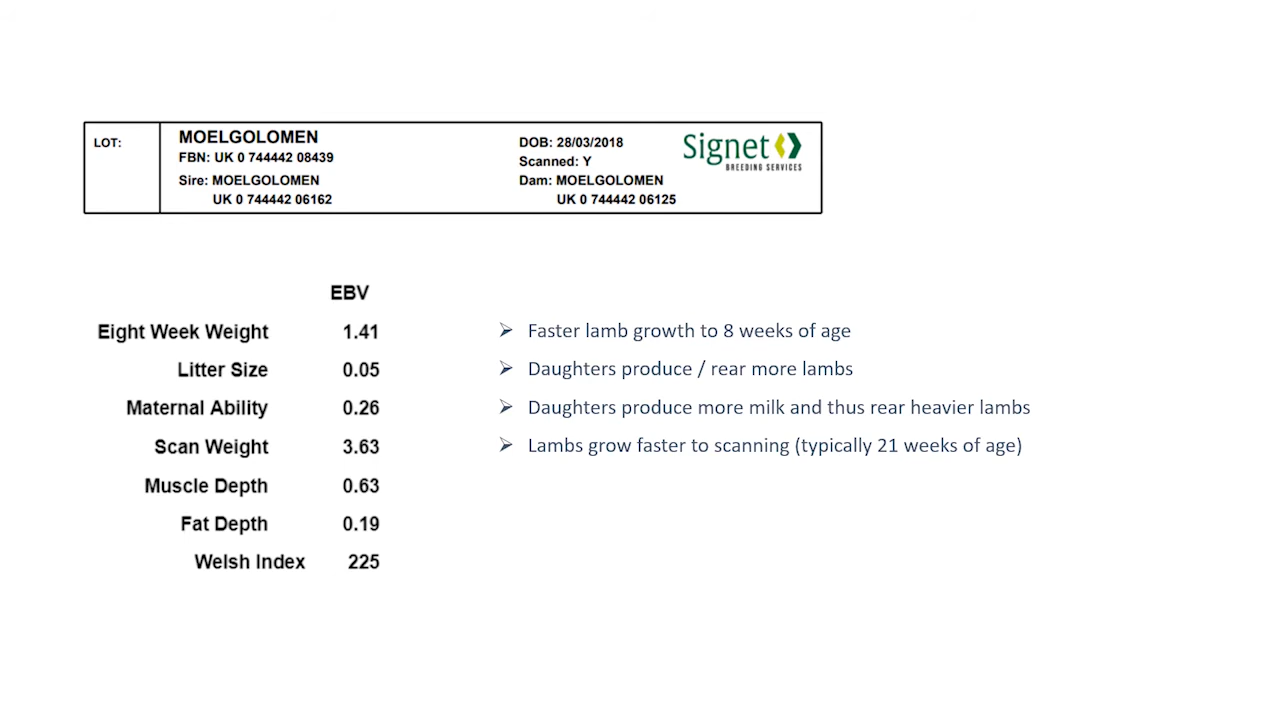 LOT:
MOELGOLOMEN
FBN: UK 0 744442 08439
Sire: MOELGOLOMEN
UK 0 744442 06162
DOB: 28/03/2018
Scanned: Y
Dam: MOELGOLOMEN
UK 0 744442 06125
Signet
BREEDING SERVICES
EBV
Eight Week Weight 1.41 Faster lamb growth to 8 weeks of age
Litter Size 0.05 Daughters produce / rear more lambs
Maternal Ability 0.26 Daughters produce more milk and thus rear heavier lambs
Scan Weight 3.63 Lambs grow faster to scanning (typically 21 weeks of age)
Muscle Depth 0.63
Fat Depth 0.19
Welsh Index 225